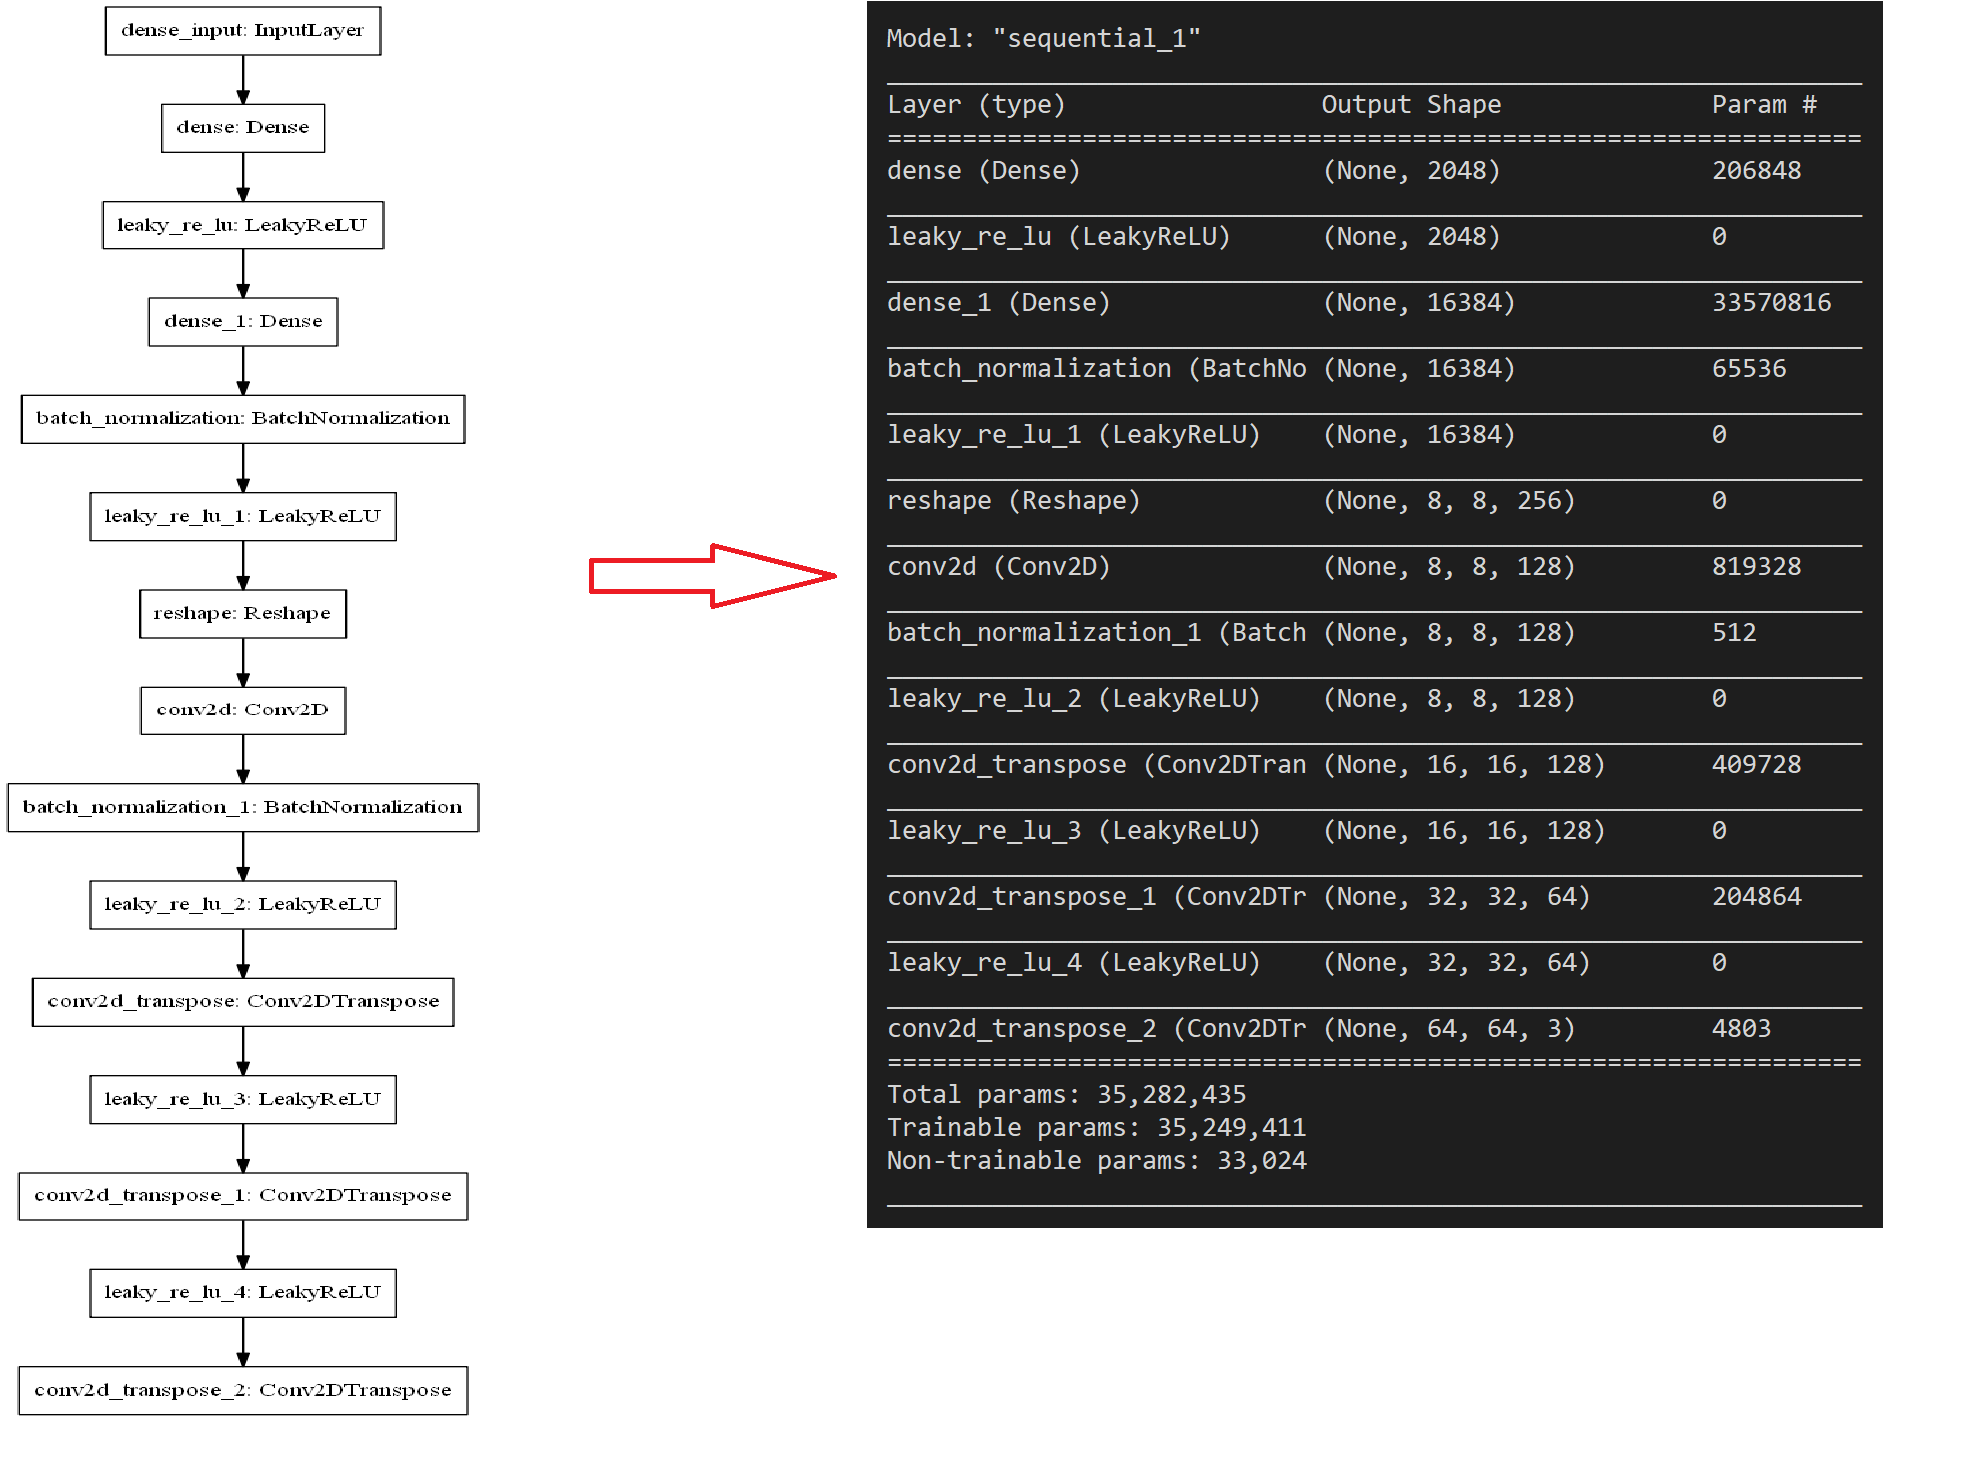 dense_input: InputLayer
dense: Dense
leaky_re_lu: LeakyReLU
dense_1: Dense
batch_normalization: BatchNormalization
leaky_re_lu_1: LeakyReLU
reshape: Reshape
conv2d: Conv2D
batch_normalization_1: BatchNormalization
leaky_re_lu_2: LeakyReLU
conv2d_transpose: Conv2DTranspose
leaky_re_lu_3: LeakyReLU
conv2d_transpose_1: Conv2DTranspose
leaky_re_lu_4: LeakyReLU
conv2d_transpose_2: Conv2DTranspose
Model: "sequential_1"
Layer (type) Output Shape Param #
dense (Dense) (None, 2048) 206848
leaky_re_lu (LeakyReLU) (None, 2048) 0
dense_1 (Dense) (None, 16384) 33570816
batch_normalization (BatchNo (None, 16384) 65536
leaky_re_lu_1 (LeakyReLU) (None, 16384) 0
reshape (Reshape) (None, 8, 8, 256) 0
conv2d (Conv2D) (None, 8, 8, 128) 819328
batch_normalization_1 (Batch (None, 8, 8, 128) 512
leaky_re_lu_2 (LeakyReLU) (None, 8, 8, 128) 0
conv2d_transpose (Conv2DTran (None, 16, 16, 128) 409728
leaky_re_lu_3 (LeakyReLU) (None, 16, 16, 128) 0
conv2d_transpose_1 (Conv2DTr (None, 32, 32, 64) 204864
leaky_re_lu_4 (LeakyReLU) (None, 32, 32, 64) 0
conv2d_transpose_2 (Conv2DTr (None, 64, 64, 3) 4803
Total params: 35,282,435
Trainable params: 35,249,411
Non-trainable params: 33,024